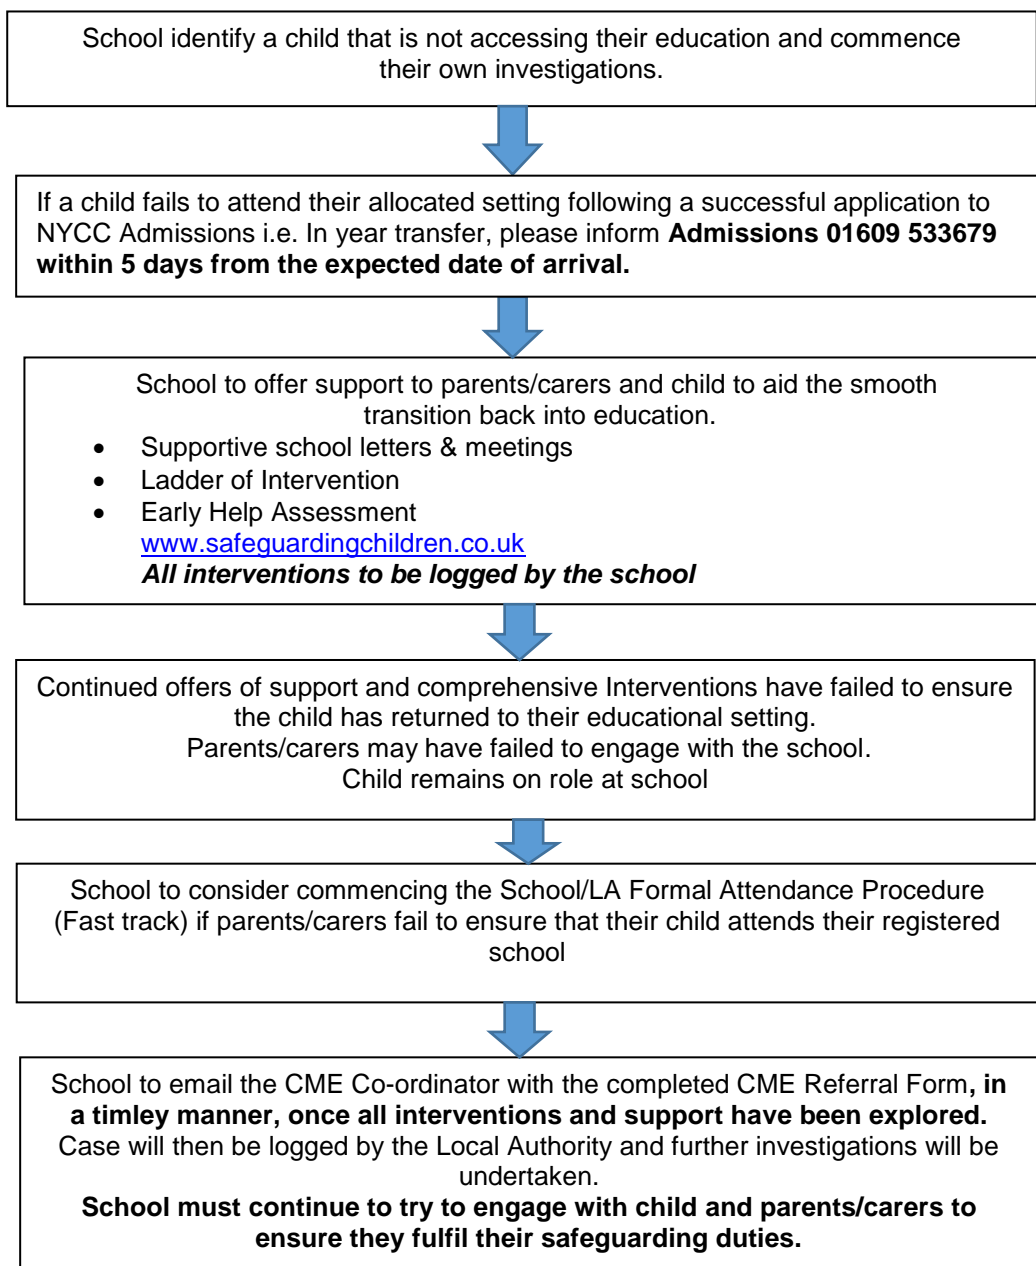 School identify a child that is not accessing their education and commence
their own investigations.
If a child fails to attend their allocated setting following a successful application to
NYCC Admissions i.e. In year transfer, please inform Admissions 01609 533679
within 5 days from the expected date of arrival.
School to offer support to parents/carers and child to aid the smooth
transition back into education.
• Supportive school letters & meetings
• Ladder of Intervention
• Early Help Assessment
www.safeguardingchildren.co.uk
All interventions to be logged by the school
Continued offers of support and comprehensive Interventions have failed to ensure
the child has returned to their educational setting.
Parents/carers may have failed to engage with the school.
Child remains on role at school
School to consider commencing the School/LA Formal Attendance Procedure
(Fast track) if parents/carers fail to ensure that their child attends their registered
school
School to email the CME Co-ordinator with the completed CME Referral Form, in
a timley manner, once all interventions and support have been explored.
Case will then be logged by the Local Authority and further investigations will be
undertaken.
School must continue to try to engage with child and parents/carers to
ensure they fulfil their safeguarding duties.